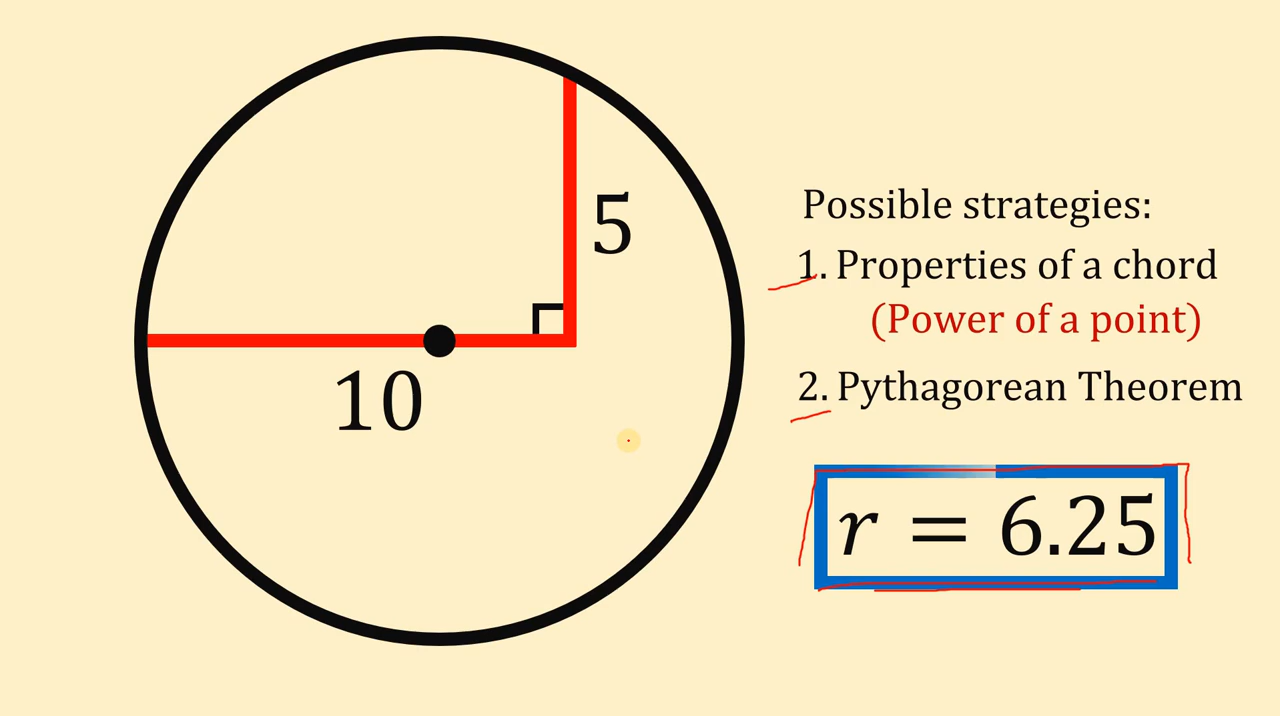 5
10
Possible strategies:
1. Properties of a chord
(Power of a point)
2. Pythagorean Theorem
r = 6.25